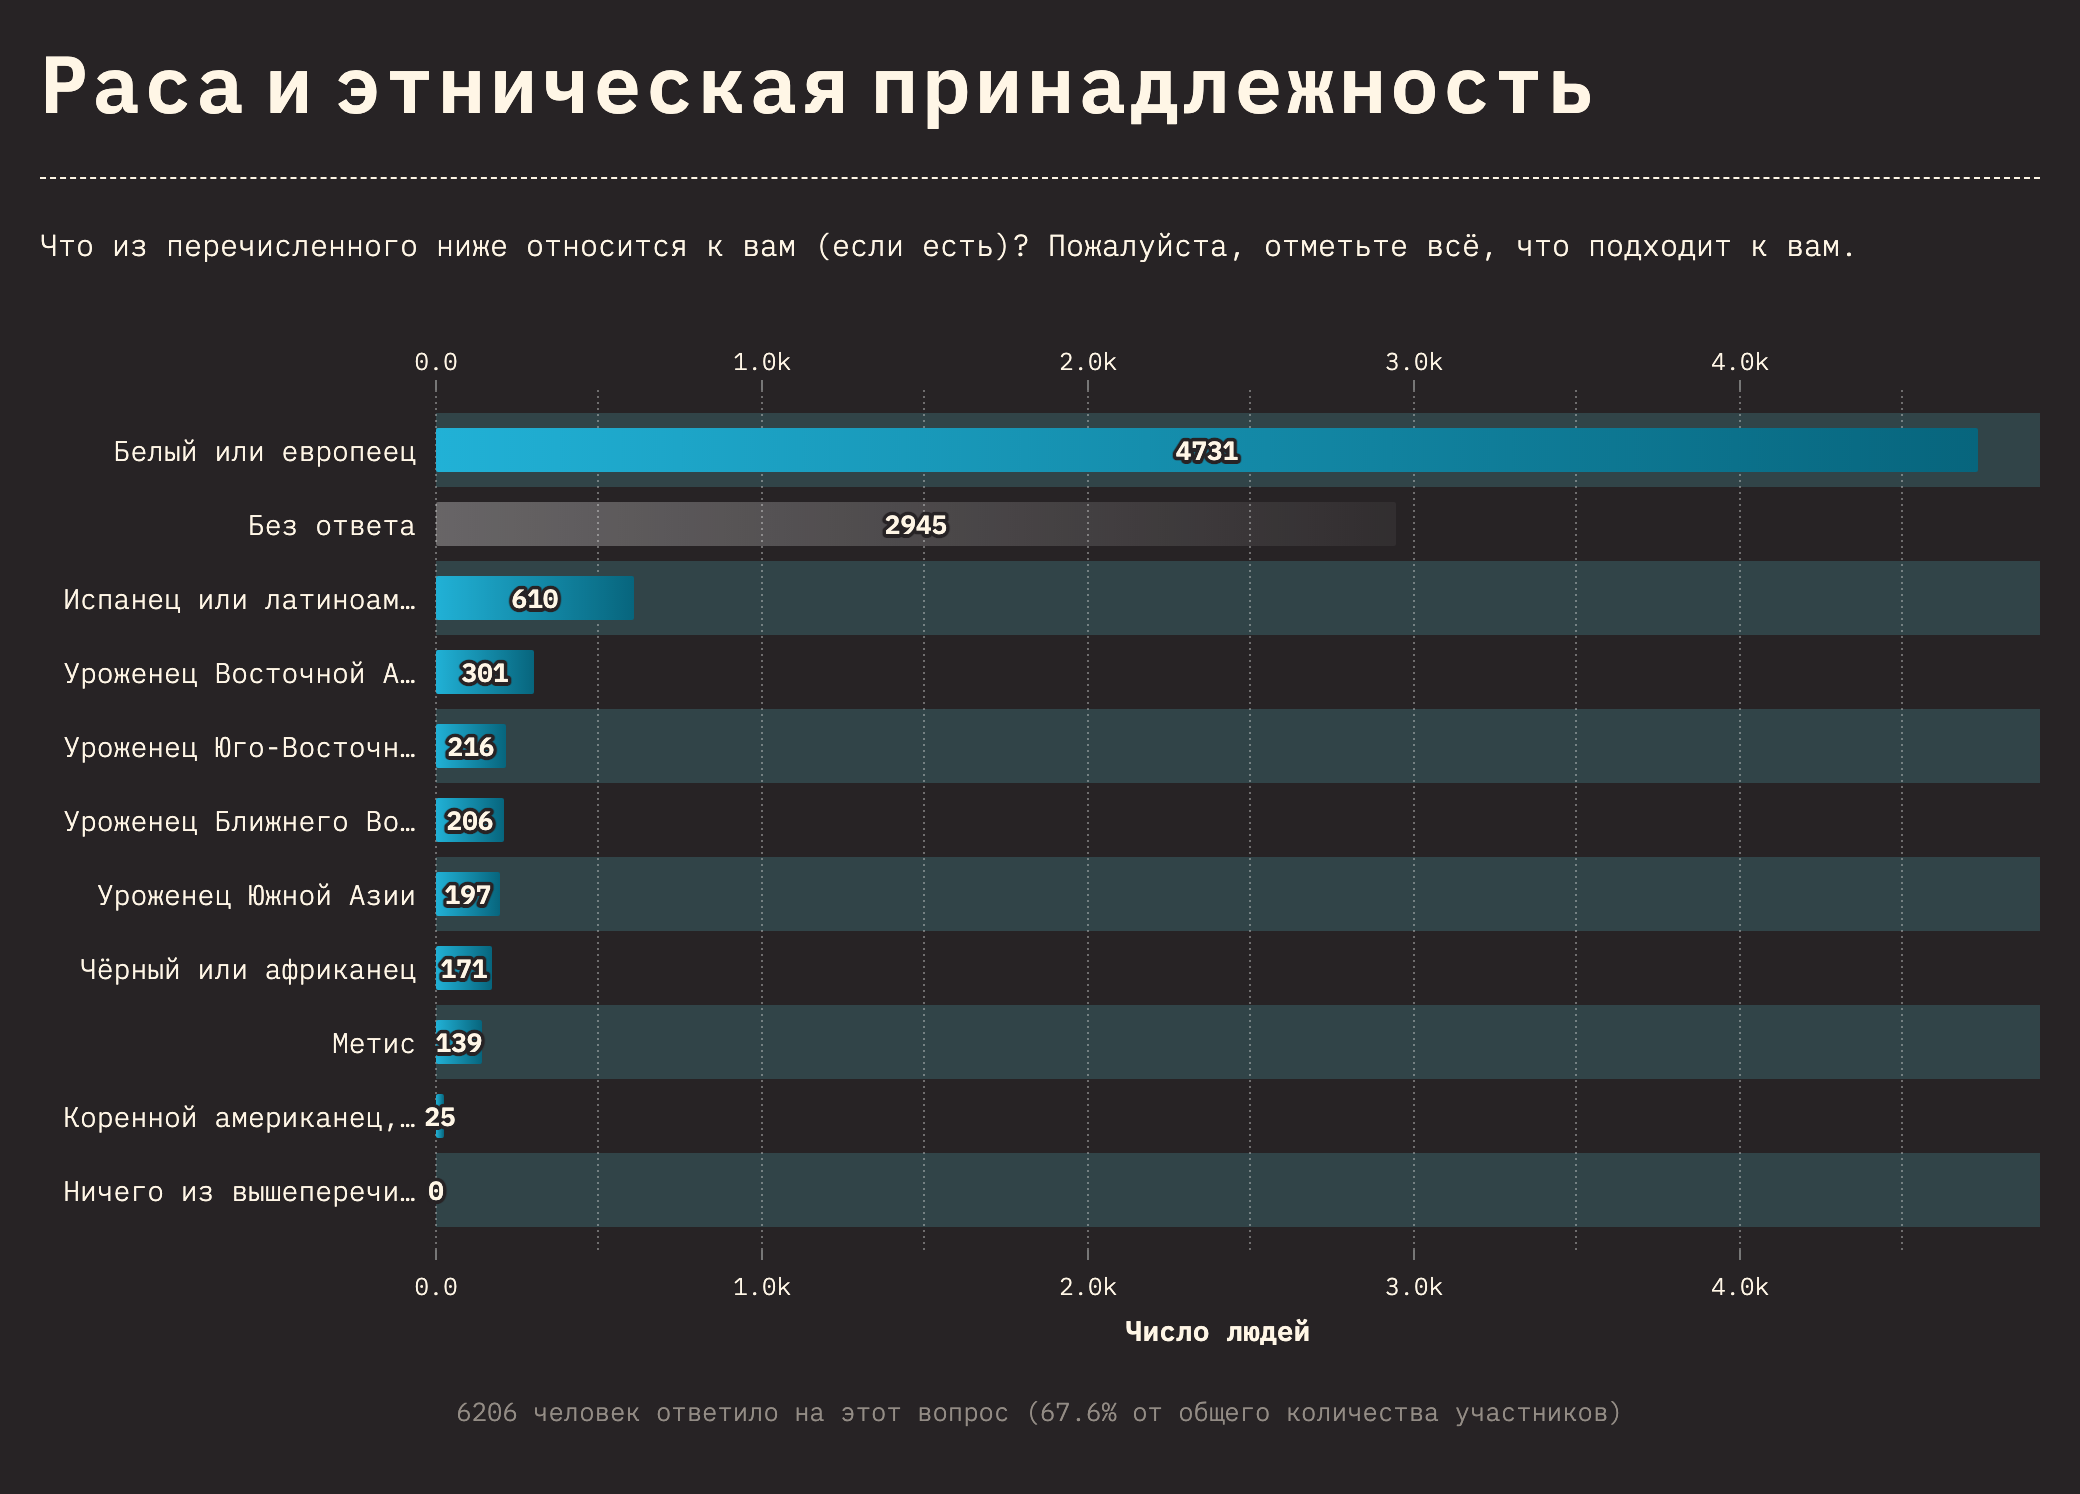 Раса и этническая принадлежность
Что из перечисленного ниже относится к вам (если есть)? Пожалуйста, отметьте всё, что подходит к вам.
0.0 1.0k 2.0k 3.0k 4.0k
Белый или европеец 4731
Без ответа 2945
Испанец или латиноам… 610
Уроженец Восточной А… 301
Уроженец Юго-Восточн… 216
Уроженец Ближнего Во… 206
Уроженец Южной Азии 197
Чёрный или африканец 171
Метис 139
Коренной американец,… 25
Ничего из вышеперечи… 0
0.0 1.0k 2.0k 3.0k 4.0k
Число людей
6206 человек ответило на этот вопрос (67.6% от общего количества участников)